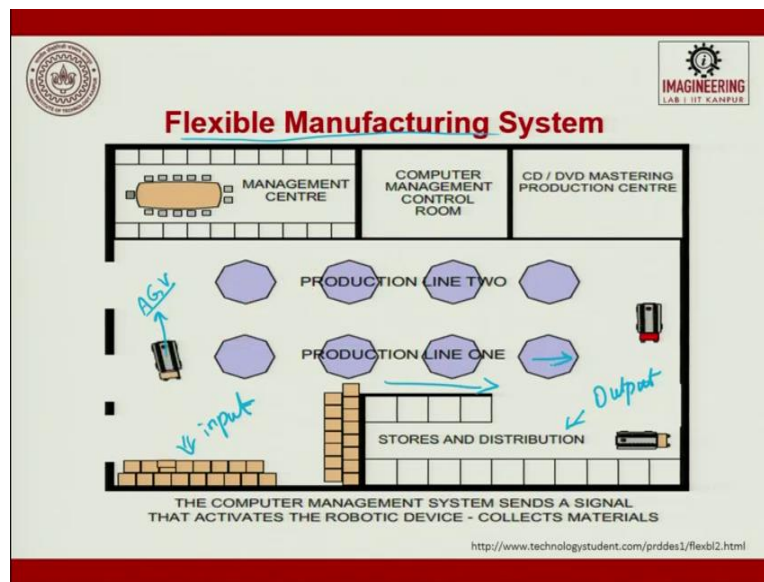 IMAGINEERING
LAB | IIT KANPUR
Flexible Manufacturing System
MANAGEMENT
CENTRE
COMPUTER
MANAGEMENT
CONTROL
ROOM
CD / DVD MASTERING
PRODUCTION CENTRE
PRODUCTION LINE TWO
AGV
PRODUCTION LINE ONE
input
Output
STORES AND DISTRIBUTION
THE COMPUTER MANAGEMENT SYSTEM SENDS A SIGNAL
THAT ACTIVATES THE ROBOTIC DEVICE - COLLECTS MATERIALS
http://www.technologystudent.com/prddes1/flexbl2.html